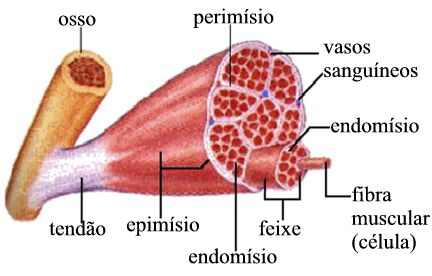 osso
perimísio
vasos
sanguíneos
endomísio
tendão
epimísio
endomísio
feixe
fibra
muscular
(célula)